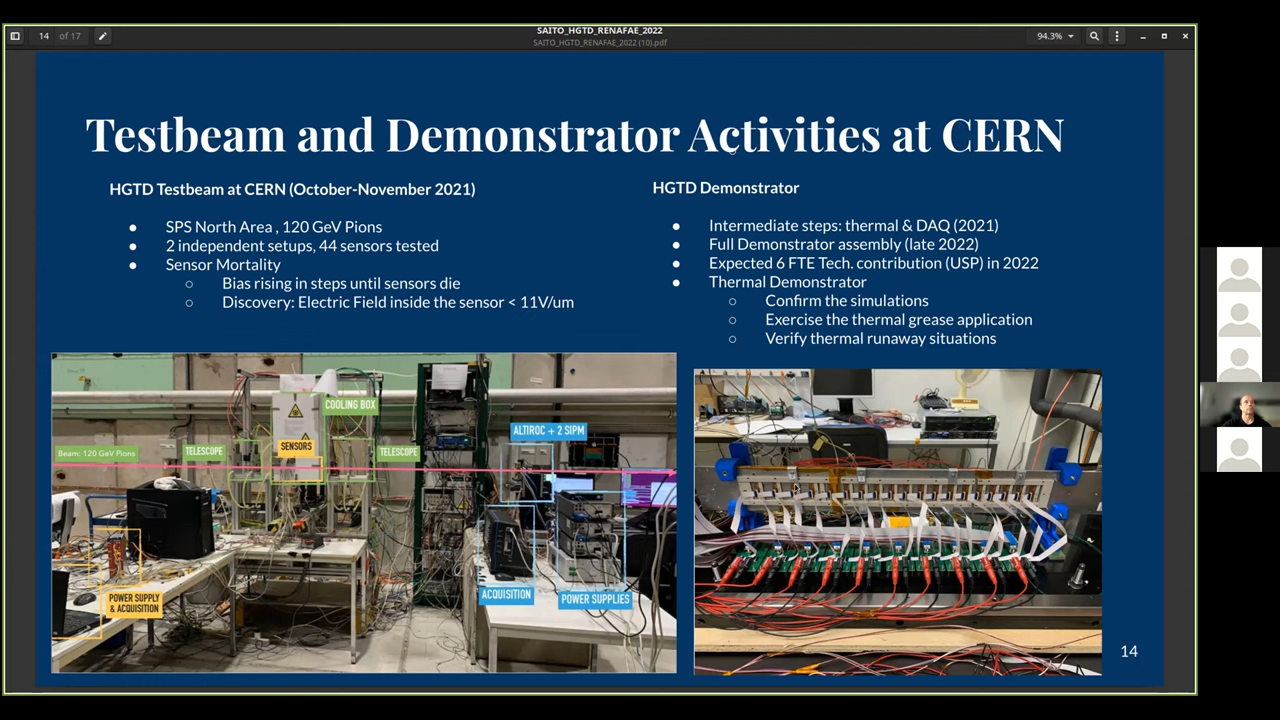 SAITO_HGTD_RENAFAE_2022
14 of 17
SAITO_HGTD_RENAFAE_2022 (10).pdf
94.3%
Testbeam and Demonstrator Activities at CERN
HGTD Testbeam at CERN (October-November 2021)
● SPS North Area , 120 GeV Pions
● 2 independent setups, 44 sensors tested
● Sensor Mortality
○ Bias rising in steps until sensors die
○ Discovery: Electric Field inside the sensor < 11V/um
HGTD Demonstrator
● Intermediate steps: thermal & DAQ (2021)
● Full Demonstrator assembly (late 2022)
● Expected 6 FTE Tech. contribution (USP) in 2022
● Thermal Demonstrator
○ Confirm the simulations
○ Exercise the thermal grease application
○ Verify thermal runaway situations
COOLING BOX
ALTIROC + 2 SIPM
Beam: 120 GeV Pions
TELESCOPE
SENSORS
TELESCOPE
POWER SUPPLY
& ACQUISITION
ACQUISITION
POWER SUPPLIES
14